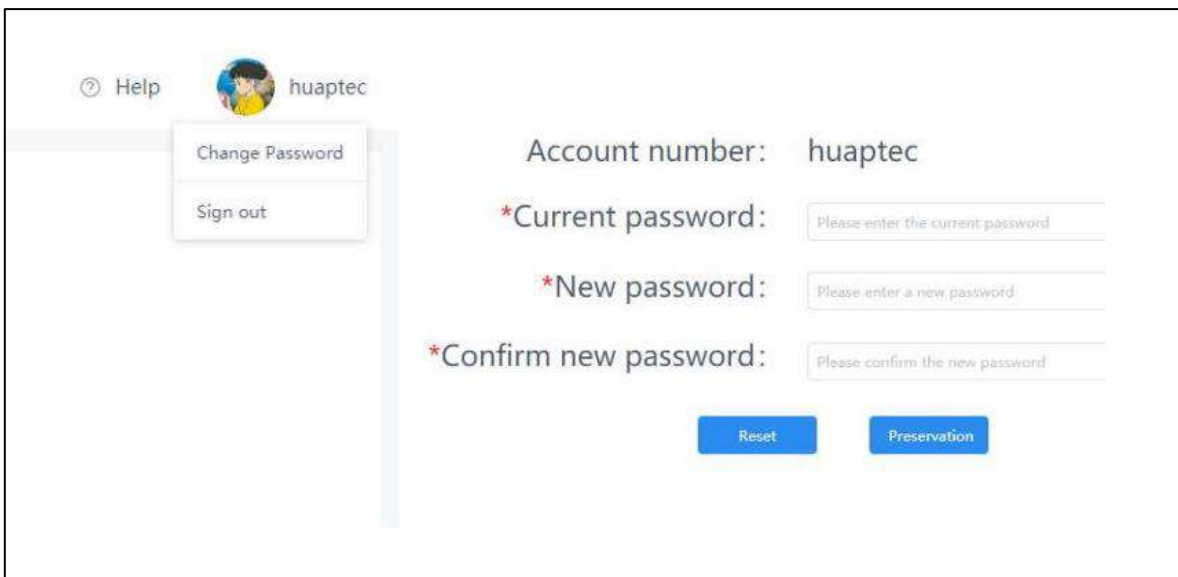 Help
huaptec
Change Password
Sign out
Account number: huaptec
*Current password: Please enter the current password
*New password: Please enter a new password
*Confirm new password: Please confirm the new password
Reset
Preservation